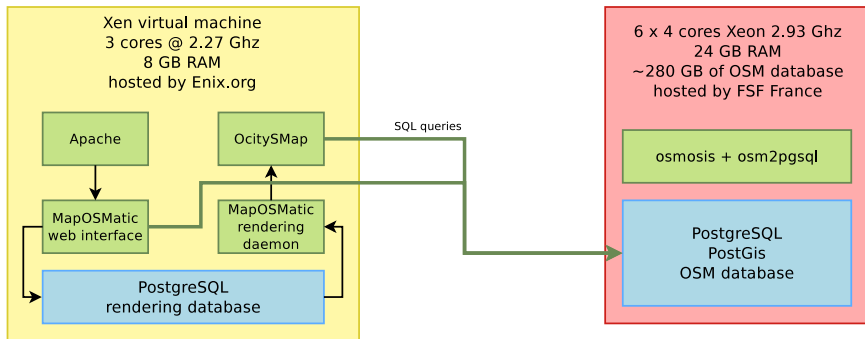 Xen virtual machine
3 cores @ 2.27 Ghz
8 GB RAM
hosted by Enix.org
Apache
OcitySMap
MapOSMatic
web interface
MapOSMatic
rendering
daemon
PostgreSQL
rendering database
SQL queries
6 x 4 cores Xeon 2.93 Ghz
24 GB RAM
~280 GB of OSM database
hosted by FSF France
osmosis + osm2pgsql
PostgreSQL
PostGis
OSM database